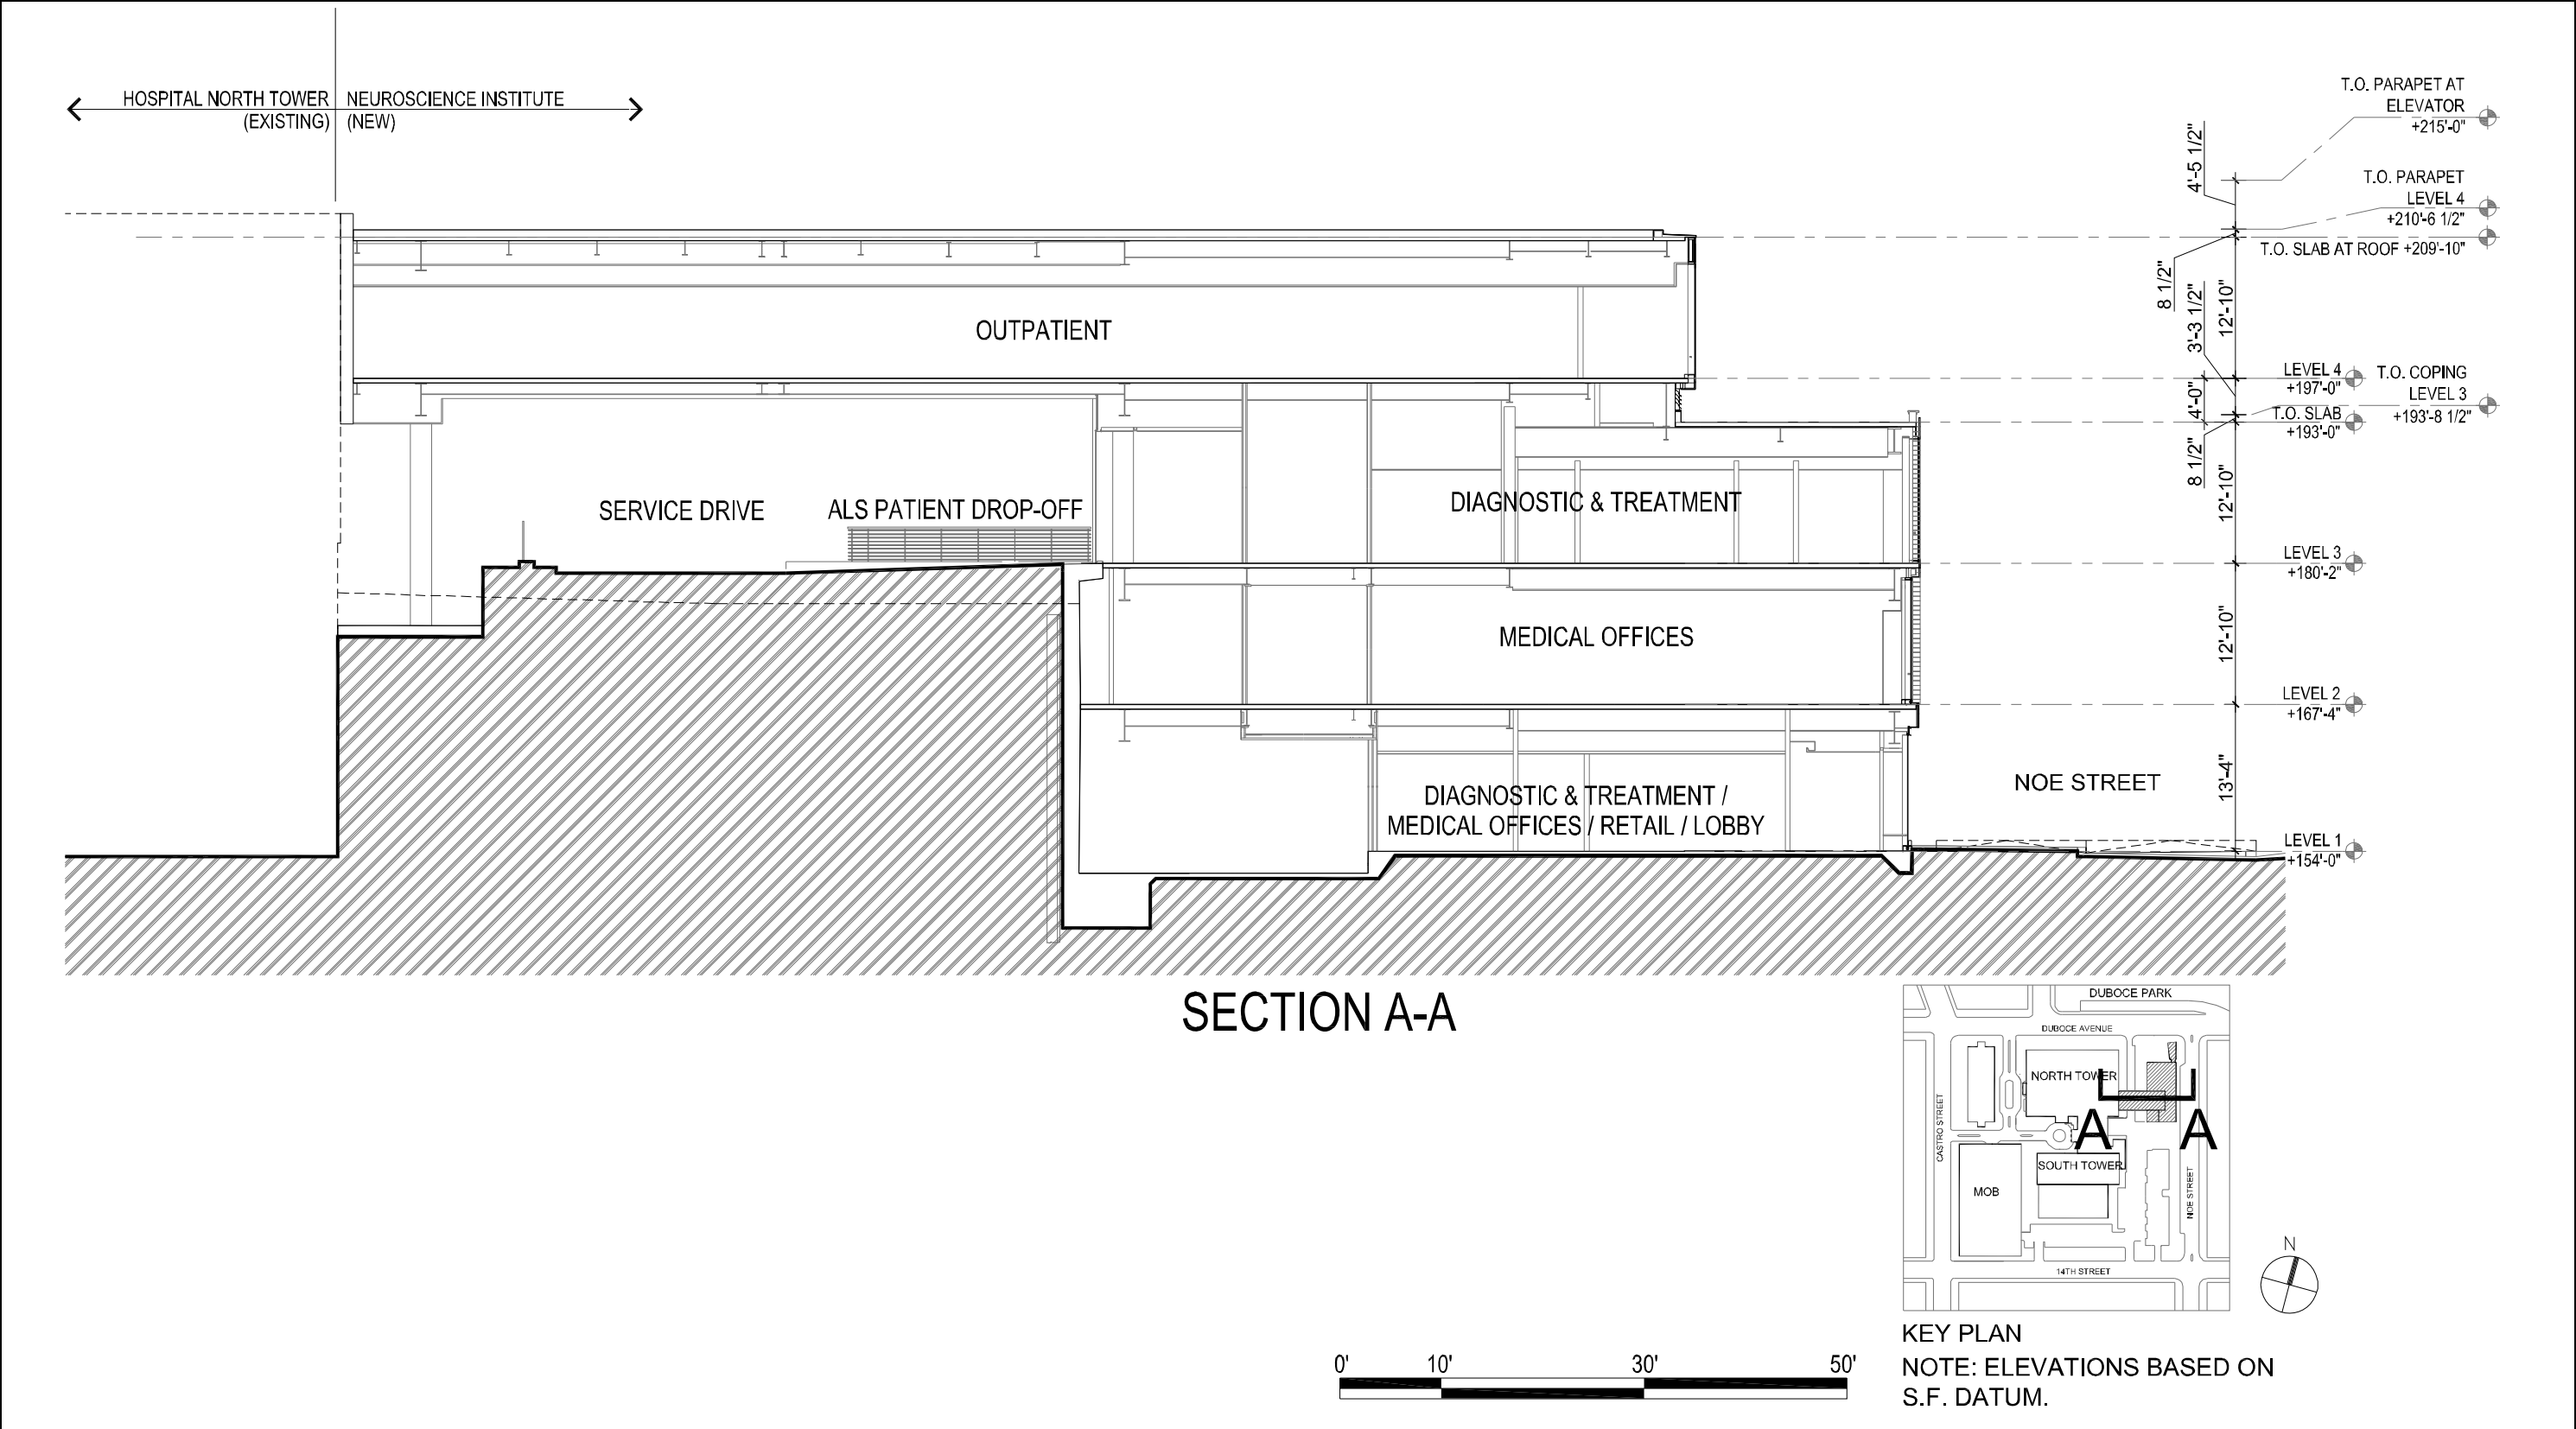 HOSPITAL NORTH TOWER
(EXISTING)
NEUROSCIENCE INSTITUTE
(NEW)
T.O. PARAPET AT
ELEVATOR
+215'-0"
4'-5 1/2"
T.O. PARAPET
LEVEL 4
+210'-6 1/2"
T.O. SLAB AT ROOF +209'-10"
8 1/2"
12'-10"
3'-3 1/2"
OUTPATIENT
LEVEL 4
+197'-0"
T.O. COPING
LEVEL 3
+193'-8 1/2"
4'-0"
T.O. SLAB
+193'-0"
8 1/2"
12'-10"
SERVICE DRIVE
ALS PATIENT DROP-OFF
DIAGNOSTIC & TREATMENT
LEVEL 3
+180'-2"
12'-10"
MEDICAL OFFICES
LEVEL 2
+167'-4"
13'-4"
DIAGNOSTIC & TREATMENT /
MEDICAL OFFICES / RETAIL / LOBBY
NOE STREET
LEVEL 1
+154'-0"
SECTION A-A
DUBOCE PARK
DUBOCE AVENUE
NORTH TOWER
A
A
CASTRO STREET
SOUTH TOWER
MOB
NOE STREET
14TH STREET
N
KEY PLAN
NOTE: ELEVATIONS BASED ON
S.F. DATUM.
0'
10'
30'
50'